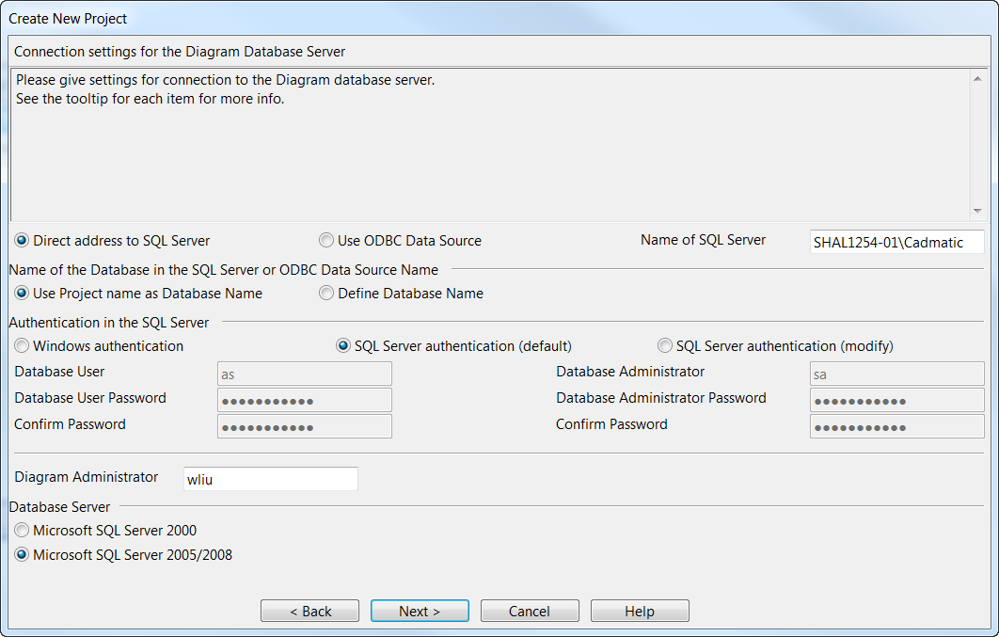 Create New Project
Connection settings for the Diagram Database Server
Please give settings for connection to the Diagram database server.
See the tooltip for each item for more info.
Direct address to SQL Server Use ODBC Data Source Name of SQL Server SHAL1254-01\Cadmatic
Name of the Database in the SQL Server or ODBC Data Source Name
Use Project name as Database Name Define Database Name
Authentication in the SQL Server
Windows authentication SQL Server authentication (default) SQL Server authentication (modify)
Database User as Database Administrator sa
Database User Password ●●●●●●●●●●● Database Administrator Password ●●●●●●●●●●●
Confirm Password ●●●●●●●●●●● Confirm Password ●●●●●●●●●●●
Diagram Administrator wliu
Database Server
Microsoft SQL Server 2000
Microsoft SQL Server 2005/2008
< Back Next > Cancel Help